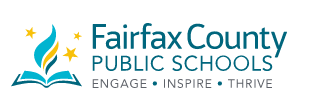 Fairfax County
PUBLIC SCHOOLS
ENGAGE • INSPIRE • THRIVE